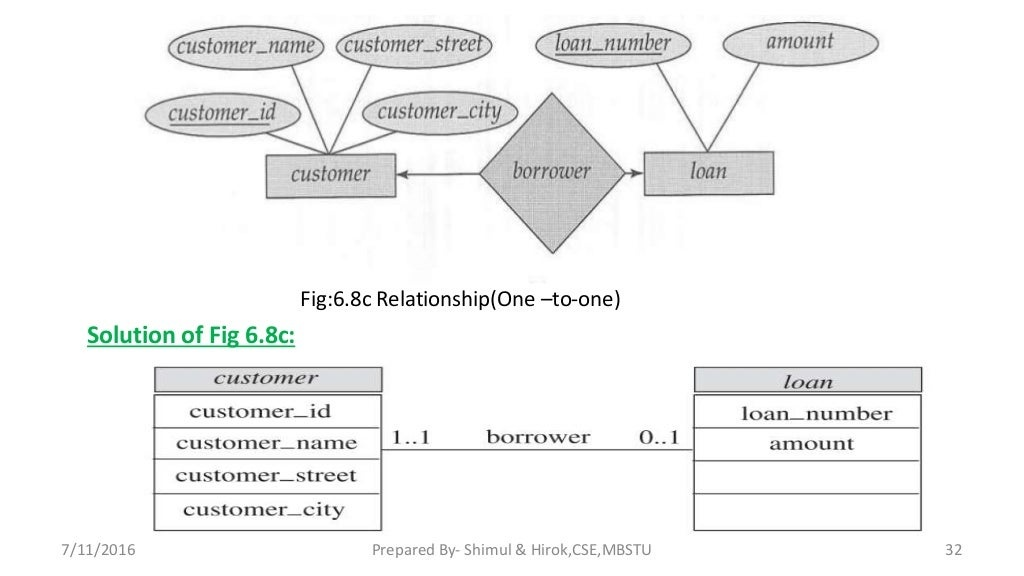 customer_name customer_street loan_number amount
customer_id customer_city
customer borrower loan
Fig:6.8c Relationship(One –to-one)
Solution of Fig 6.8c:
customer loan
customer_id loan_number
customer_name 1..1 borrower 0..1 amount
customer_street
customer_city
7/11/2016 Prepared By- Shimul & Hirok,CSE,MBSTU 32